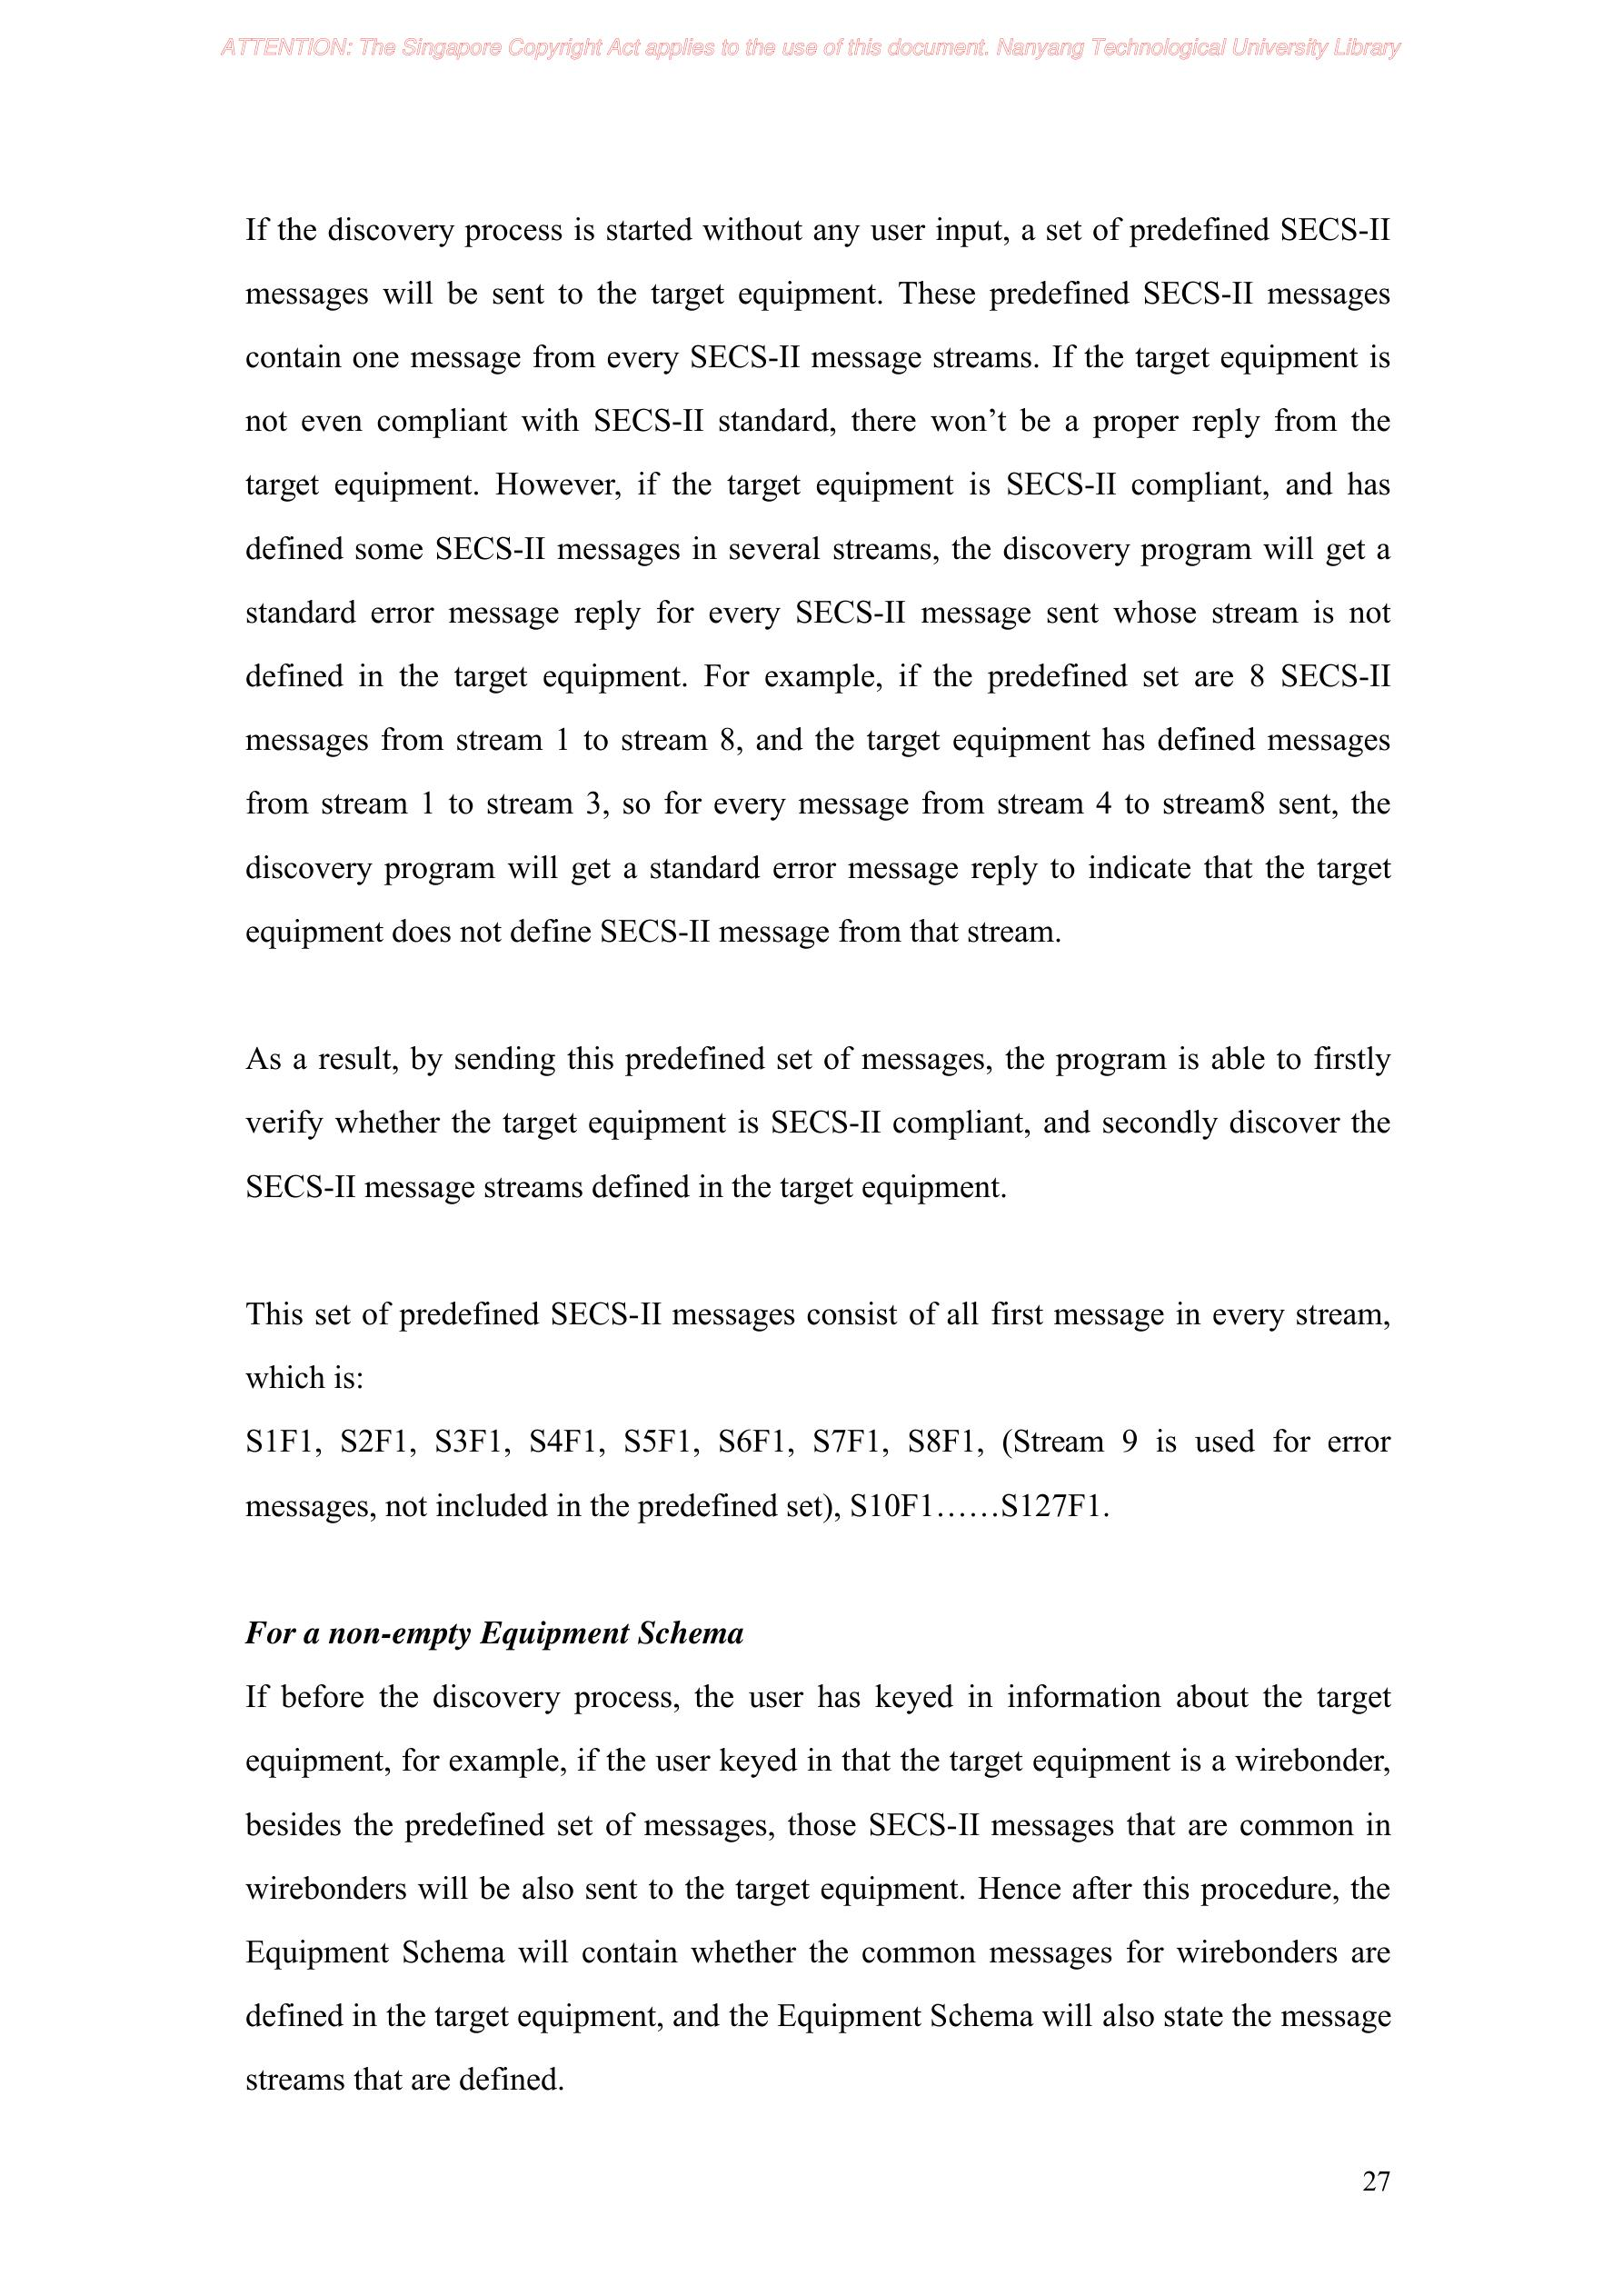 ATTENTION: The Singapore Copyright Act applies to the use of this document. Nanyang Technological University Library
If the discovery process is started without any user input, a set of predefined SECS-II
messages will be sent to the target equipment. These predefined SECS-II messages
contain one message from every SECS-II message streams. If the target equipment is
not even compliant with SECS-II standard, there won’t be a proper reply from the
target equipment. However, if the target equipment is SECS-II compliant, and has
defined some SECS-II messages in several streams, the discovery program will get a
standard error message reply for every SECS-II message sent whose stream is not
defined in the target equipment. For example, if the predefined set are 8 SECS-II
messages from stream 1 to stream 8, and the target equipment has defined messages
from stream 1 to stream 3, so for every message from stream 4 to stream8 sent, the
discovery program will get a standard error message reply to indicate that the target
equipment does not define SECS-II message from that stream.
As a result, by sending this predefined set of messages, the program is able to firstly
verify whether the target equipment is SECS-II compliant, and secondly discover the
SECS-II message streams defined in the target equipment.
This set of predefined SECS-II messages consist of all first message in every stream,
which is:
S1F1, S2F1, S3F1, S4F1, S5F1, S6F1, S7F1, S8F1, (Stream 9 is used for error
messages, not included in the predefined set), S10F1……S127F1.
For a non-empty Equipment Schema
If before the discovery process, the user has keyed in information about the target
equipment, for example, if the user keyed in that the target equipment is a wirebonder,
besides the predefined set of messages, those SECS-II messages that are common in
wirebonders will be also sent to the target equipment. Hence after this procedure, the
Equipment Schema will contain whether the common messages for wirebonders are
defined in the target equipment, and the Equipment Schema will also state the message
streams that are defined.
27